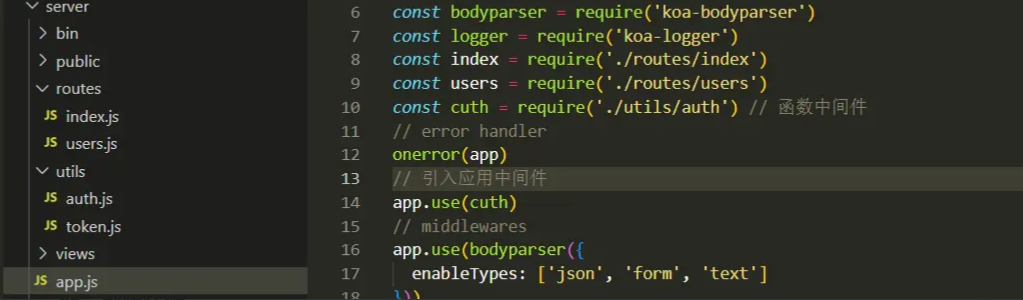 server
bin
public
routes
JS index.js
JS users.js
utils
JS auth.js
JS token.js
views
JS app.js
6 const bodyparser = require('koa-bodyparser')
7 const logger = require('koa-logger')
8 const index = require('./routes/index')
9 const users = require('./routes/users')
10 const cuth = require('./utils/auth') // 函数中间件
11 // error handler
12 onerror(app)
13 // 引入应用中间件
14 app.use(cuth)
15 // middlewares
16 app.use(bodyparser({
17 enableTypes: ['json', 'form', 'text']
18 }))